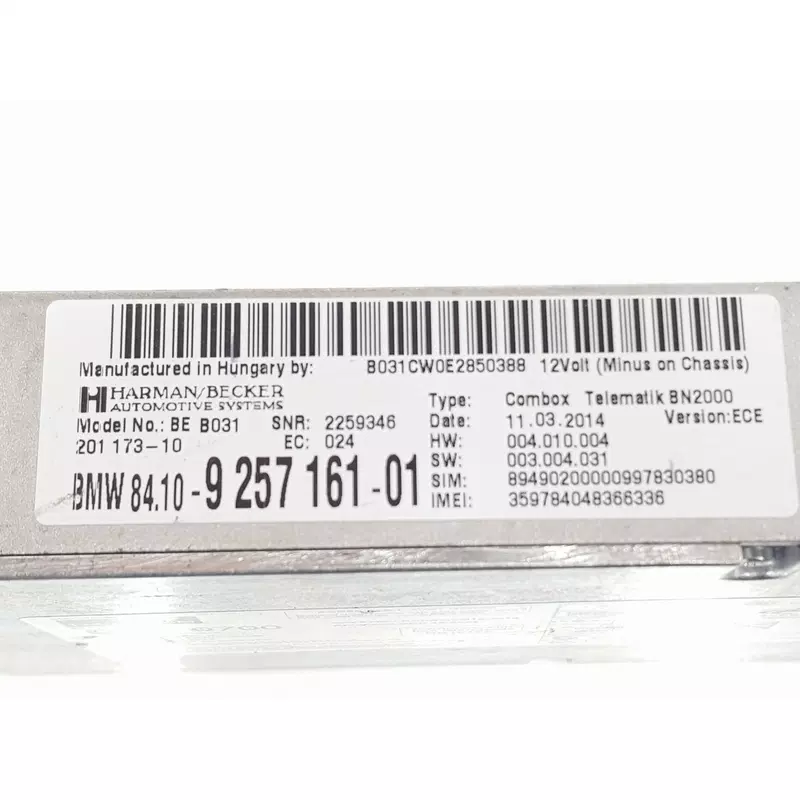 Manufactured in Hungary by: B031CW0E2850388 12Volt (Minus on Chassis)
HARMAN/BECKER
AUTOMOTIVE SYSTEMS
Type: Combox Telematik BN2000
Model No.: BE B031 SNR: 2259346 Date: 11.03.2014 Version:ECE
201 173-10 EC: 024 HW: 004.010.004
SW: 003.004.031
BMW 84.10-9 257 161-01 SIM: 89490200000997830380
IMEI: 359784048366336